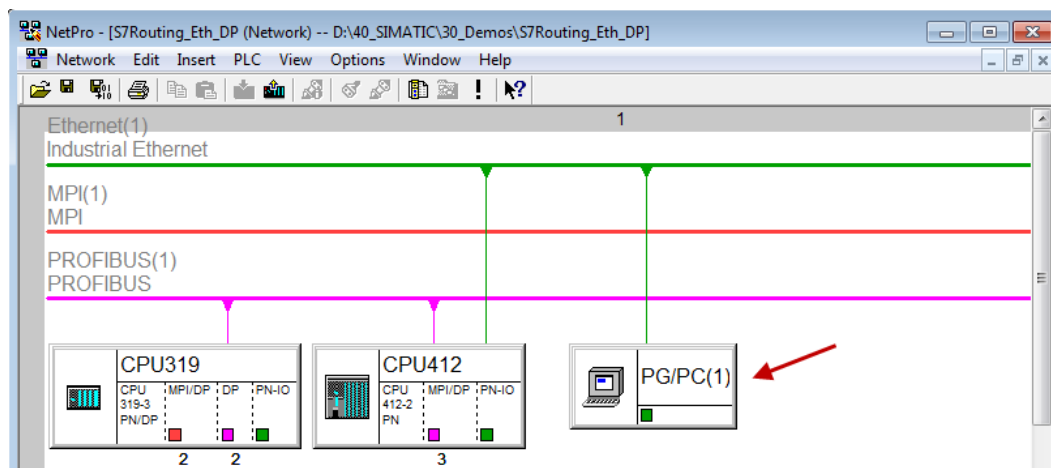 NetPro - [S7Routing_Eth_DP (Network) -- D:\40_SIMATIC\30_Demos\S7Routing_Eth_DP]
Network Edit Insert PLC View Options Window Help
1
Ethernet(1)
Industrial Ethernet
MPI(1)
MPI
PROFIBUS(1)
PROFIBUS
CPU319
CPU 319-3 PN/DP
MPI/DP
DP
PN-IO
2 2
CPU412
CPU 412-2 PN
MPI/DP
PN-IO
3
PG/PC(1)